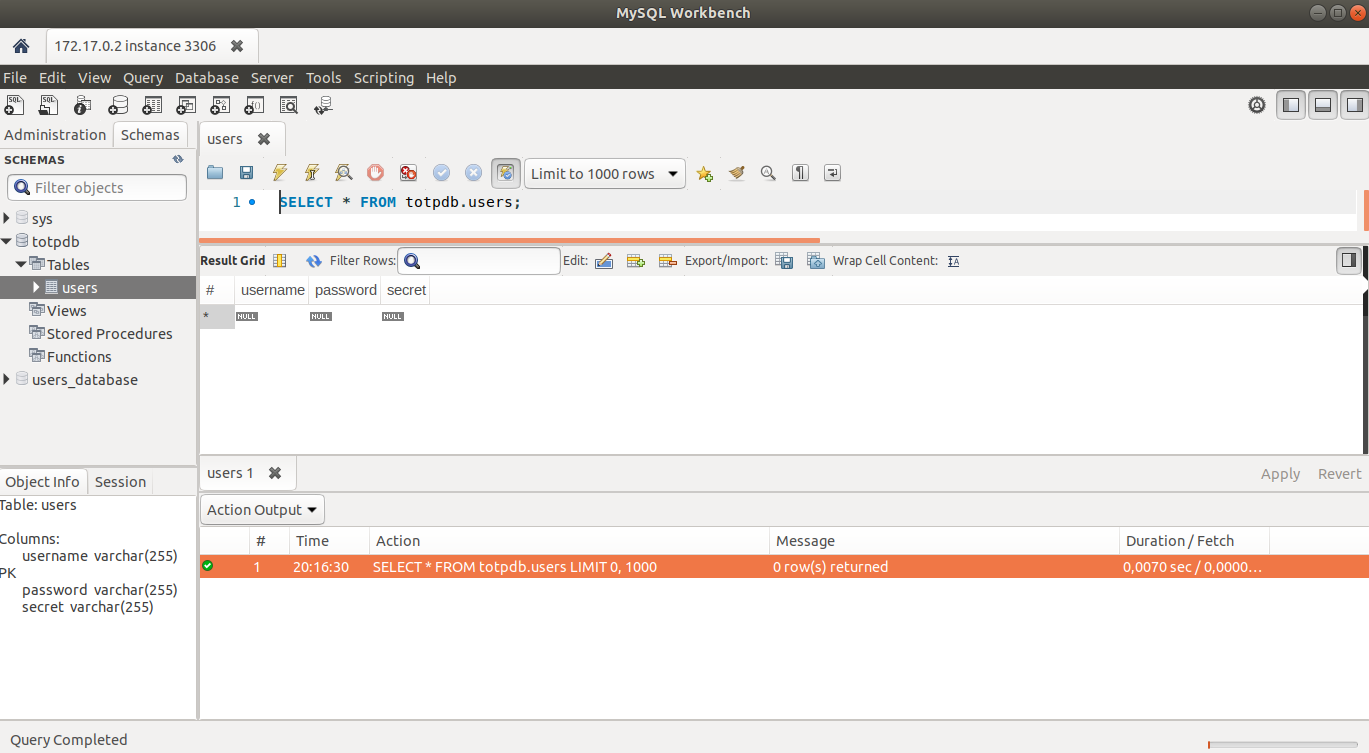 MySQL Workbench
172.17.0.2 instance 3306
File Edit View Query Database Server Tools Scripting Help
Administration Schemas
SCHEMAS
Filter objects
sys
totpdb
Tables
users
Views
Stored Procedures
Functions
users_database
users
Limit to 1000 rows
1 SELECT * FROM totpdb.users;
Result Grid Filter Rows: Edit: Export/Import: Wrap Cell Content:
# username password secret
* NULL NULL NULL
users 1 Apply Revert
Object Info Session
Table: users
Columns:
username varchar(255)
PK
password varchar(255)
secret varchar(255)
Action Output
# Time Action Message Duration / Fetch
1 20:16:30 SELECT * FROM totpdb.users LIMIT 0, 1000 0 row(s) returned 0,0070 sec / 0,0000...
Query Completed